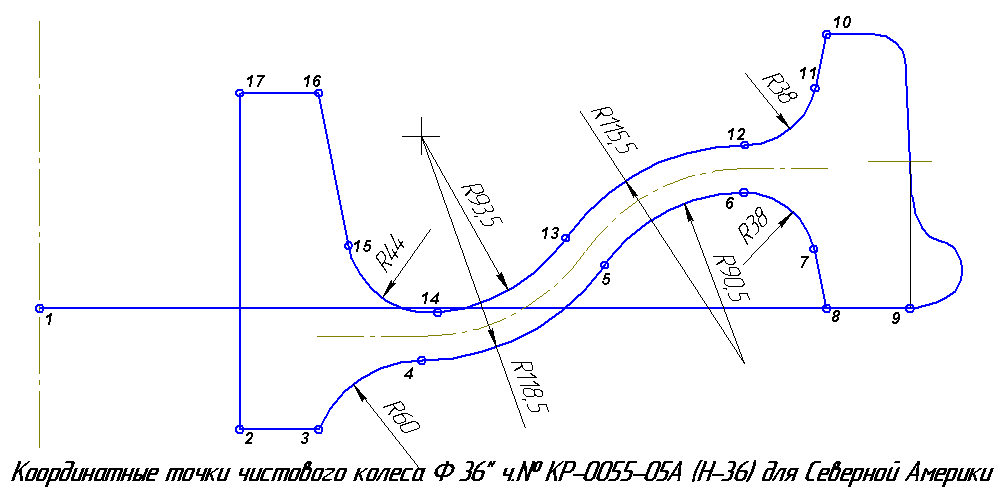 10
17 16
11
R38
R115,5
12
R93,5
6
13
R38
15
R44
7
5
R90,5
14
1
8 9
4
R118,5
R60
2 3
Координатные точки чистового колеса Ф 36" ч.№ КР-0055-05А (Н-36) для Северной Америки